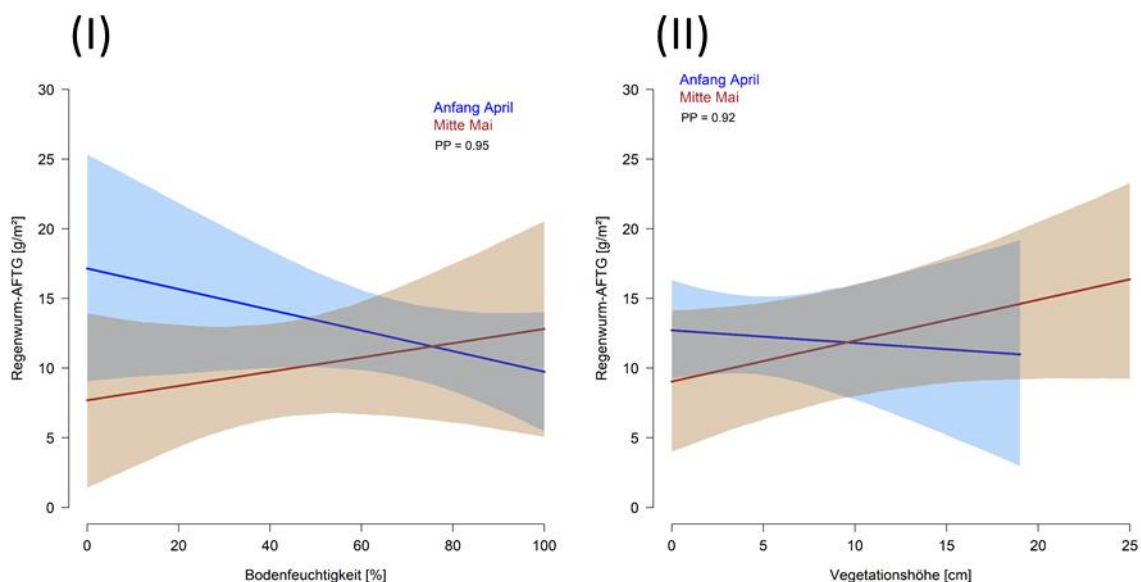 (I)
Regenwurm-AFTG [g/m²]
30
25
20
15
10
5
0
Anfang April
Mitte Mai
PP = 0.95
0 20 40 60 80 100
Bodenfeuchtigkeit [%]
(II)
Anfang April
Mitte Mai
PP = 0.92
Regenwurm-AFTG [g/m²]
30
25
20
15
10
5
0
0 5 10 15 20 25
Vegetationshöhe [cm]